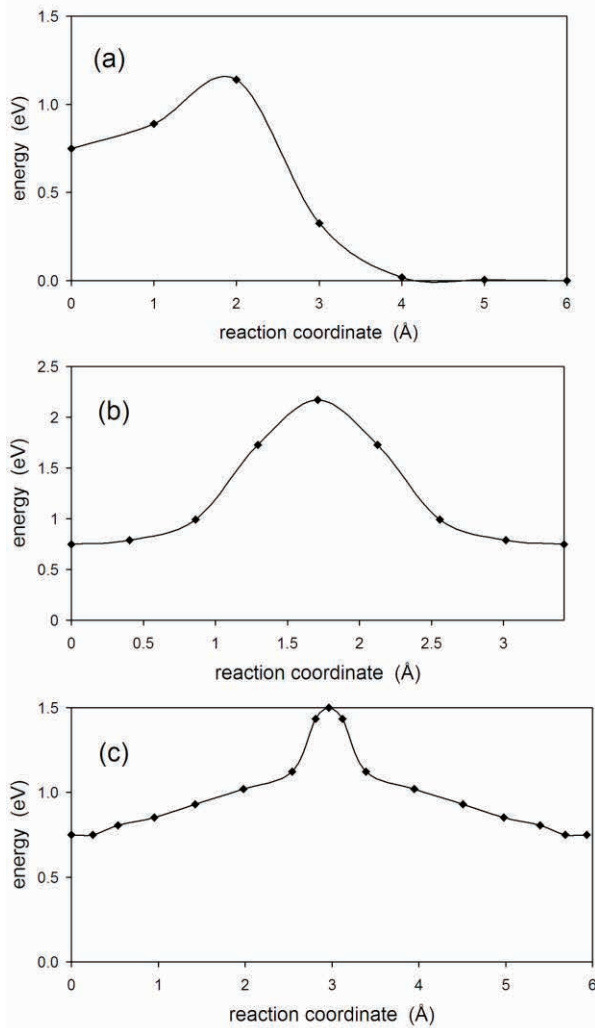 1.5
(a)
1.0
energy (eV)
0.5
0.0
0 1 2 3 4 5 6
reaction coordinate (Å)
2.5
(b)
2
1.5
energy (eV)
1
0.5
0
0 0.5 1 1.5 2 2.5 3
reaction coordinate (Å)
1.5
(c)
1.0
energy (eV)
0.5
0.0
0 1 2 3 4 5 6
reaction coordinate (Å)